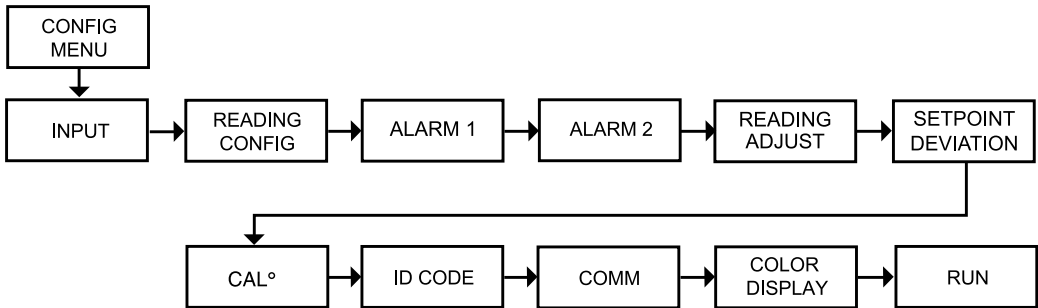 CONFIG
MENU
INPUT
READING
CONFIG
ALARM 1
ALARM 2
READING
ADJUST
SETPOINT
DEVIATION
CALº
ID CODE
COMM
COLOR
DISPLAY
RUN